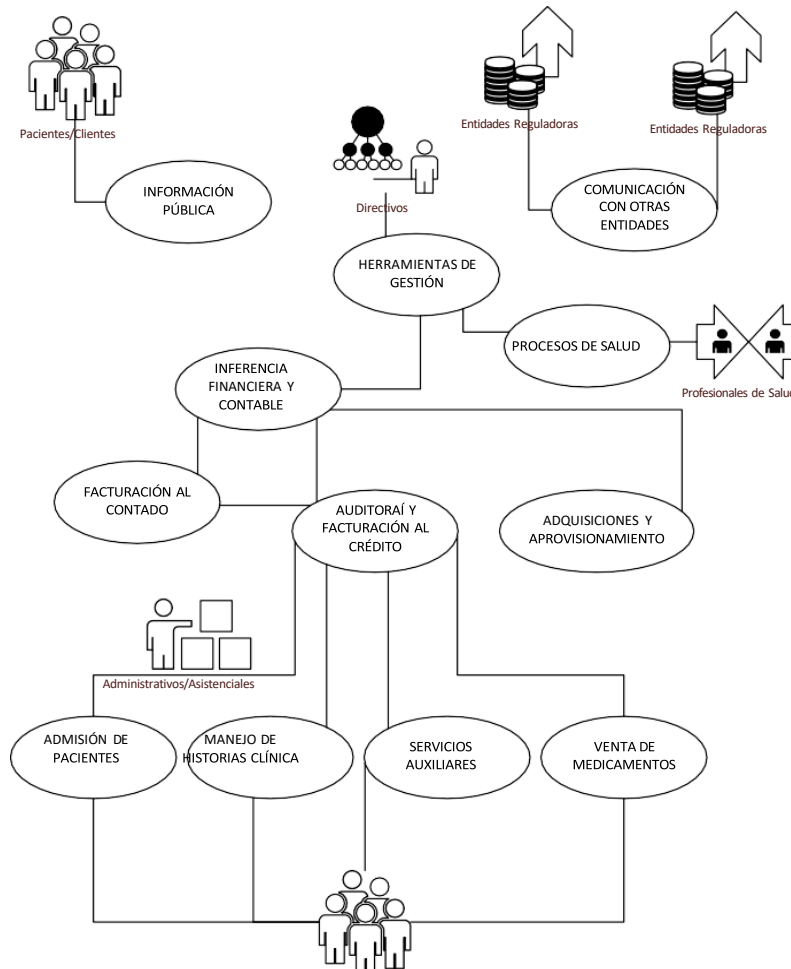 Pacientes/Clientes
Entidades Reguladoras
Entidades Reguladoras
INFORMACIÓN
PÚBLICA
Directivos
COMUNICACIÓN
CON OTRAS
ENTIDADES
HERRAMIENTAS DE
GESTIÓN
PROCESOS DE SALUD
Profesionales de Salud
INFERENCIA
FINANCIERA Y
CONTABLE
FACTURACIÓN AL
CONTADO
AUDITORAÍ Y
FACTURACIÓN AL
CRÉDITO
ADQUISICIONES Y
APROVISIONAMIENTO
Administrativos/Asistenciales
ADMISIÓN DE
PACIENTES
MANEJO DE
HISTORIAS CLÍNICA
SERVICIOS
AUXILIARES
VENTA DE
MEDICAMENTOS